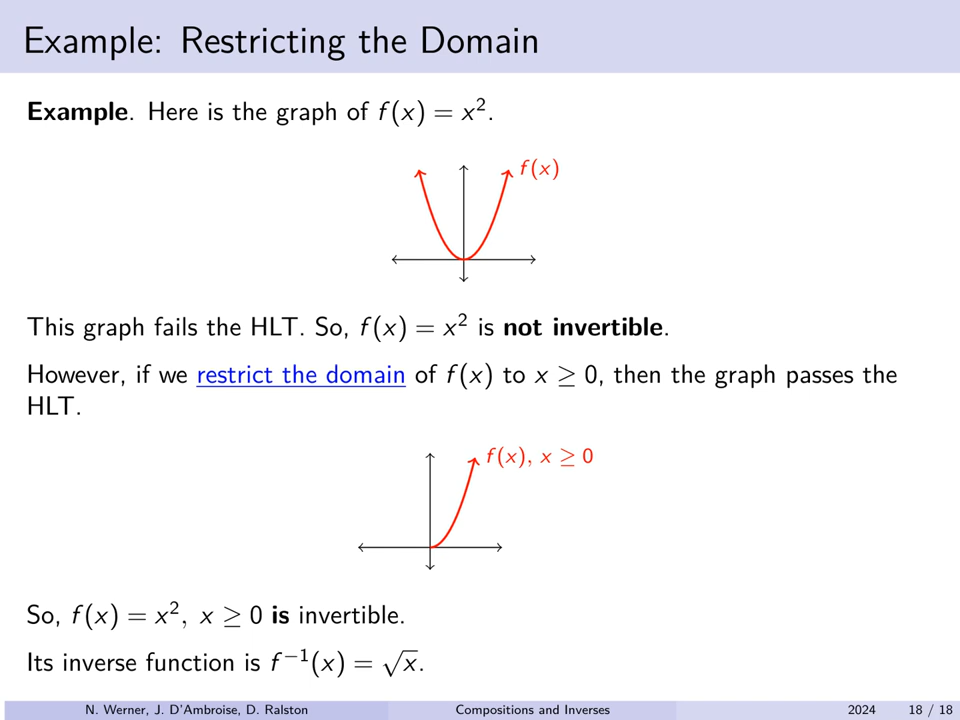 Example: Restricting the Domain
Example. Here is the graph of f(x) = x².
f(x)
This graph fails the HLT. So, f(x) = x² is not invertible.
However, if we restrict the domain of f(x) to x ≥ 0, then the graph passes the
HLT.
f(x), x ≥ 0
So, f(x) = x², x ≥ 0 is invertible.
Its inverse function is f⁻¹(x) = √x.
N. Werner, J. D'Ambroise, D. Ralston Compositions and Inverses 2024 18 / 18